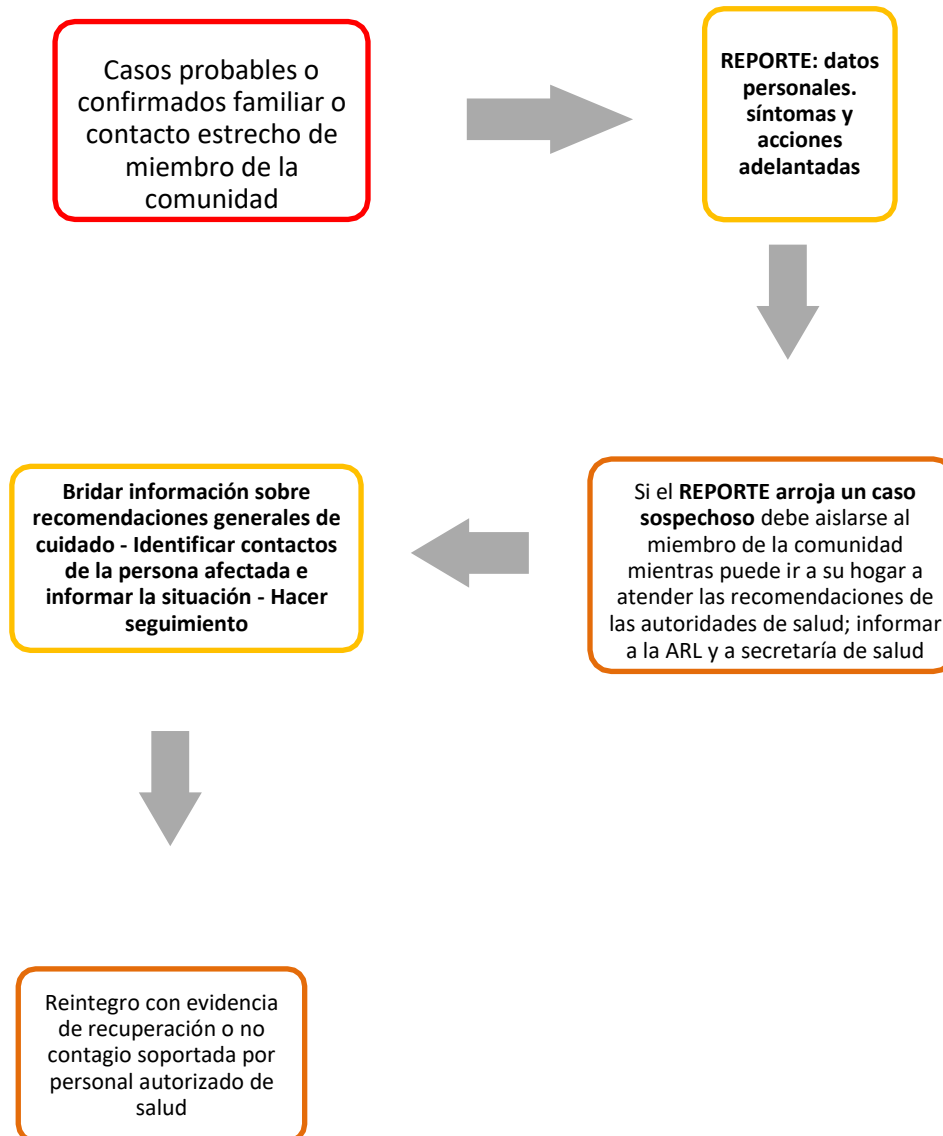 Casos probables o
confirmados familiar o
contacto estrecho de
miembro de la
comunidad
REPORTE: datos
personales.
síntomas y
acciones
adelantadas
Si el REPORTE arroja un caso
sospechoso debe aislarse al
miembro de la comunidad
mientras puede ir a su hogar a
atender las recomendaciones de
las autoridades de salud; informar
a la ARL y a secretaría de salud
Bridar información sobre
recomendaciones generales de
cuidado - Identificar contactos
de la persona afectada e
informar la situación - Hacer
seguimiento
Reintegro con evidencia
de recuperación o no
contagio soportada por
personal autorizado de
salud